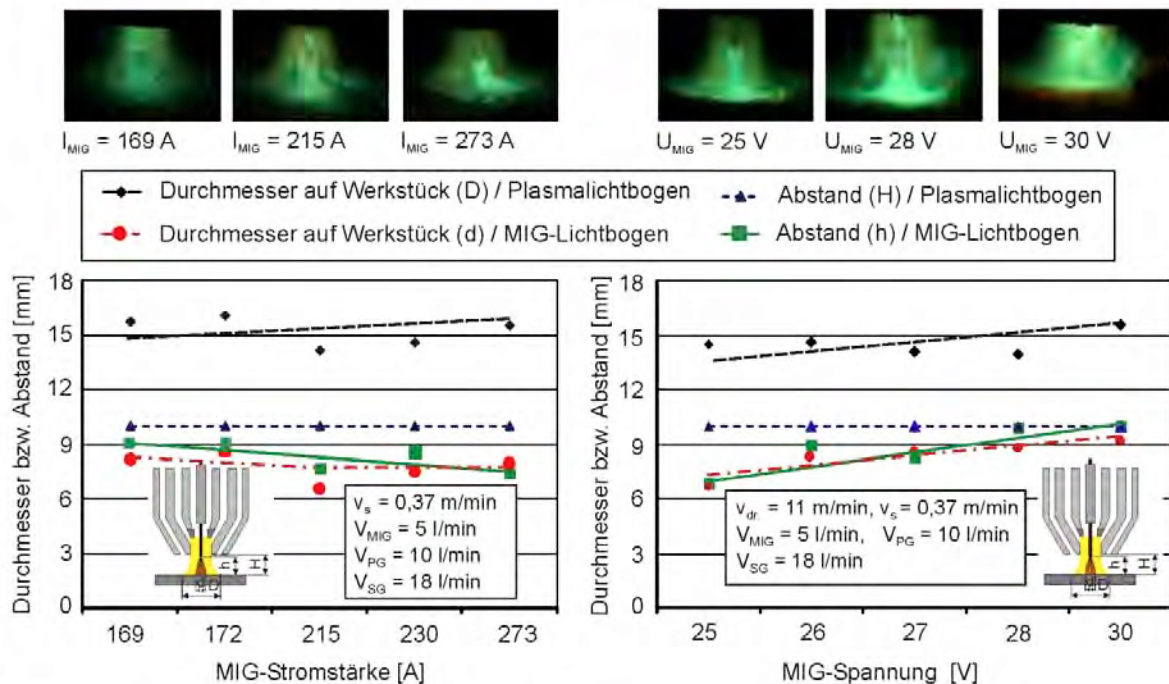 I_MIG = 169 A
I_MIG = 215 A
I_MIG = 273 A
U_MIG = 25 V
U_MIG = 28 V
U_MIG = 30 V
Durchmesser auf Werkstück (D) / Plasmalichtbogen
Abstand (H) / Plasmalichtbogen
Durchmesser auf Werkstück (d) / MIG-Lichtbogen
Abstand (h) / MIG-Lichtbogen
Durchmesser bzw. Abstand [mm]
18
15
12
9
6
3
0
h
H
D
v_s = 0,37 m/min
V_MIG = 5 l/min
V_PG = 10 l/min
V_SG = 18 l/min
169
172
215
230
273
MIG-Stromstärke [A]
Durchmesser bzw. Abstand [mm]
18
15
12
9
6
3
0
v_dr. = 11 m/min, v_s = 0,37 m/min
V_MIG = 5 l/min, V_PG = 10 l/min
V_SG = 18 l/min
h
H
D
25
26
27
28
30
MIG-Spannung [V]